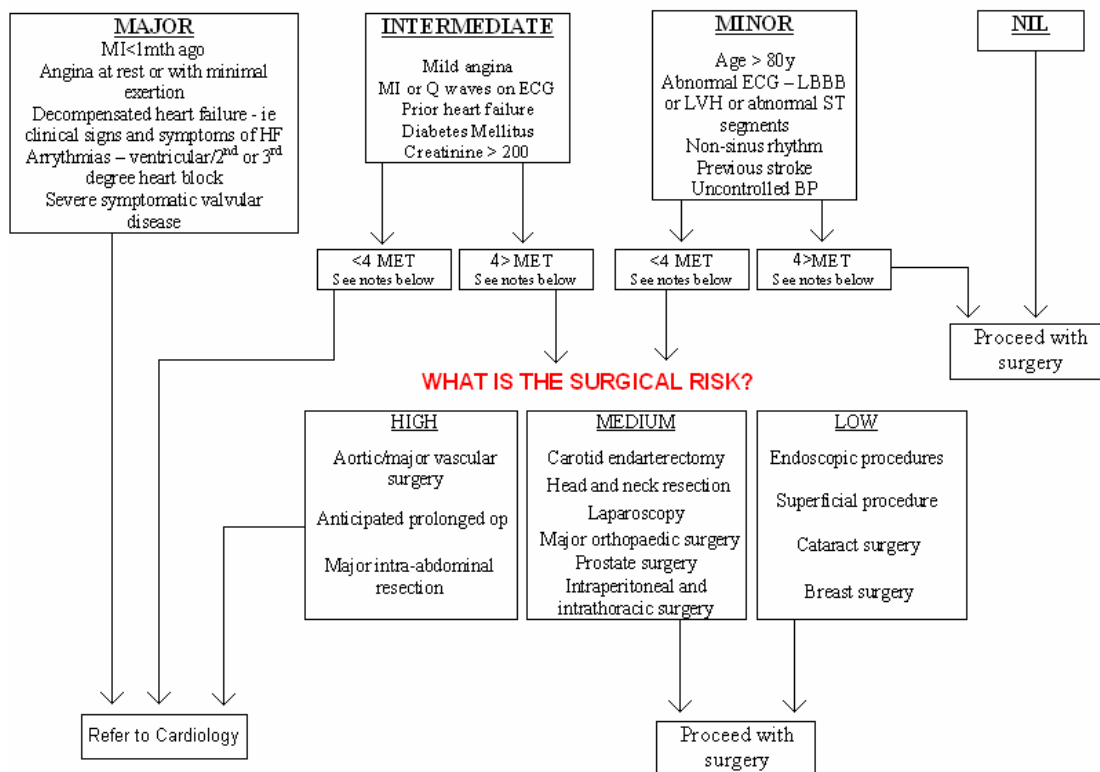 MAJOR
MI<1mth ago
Angina at rest or with minimal
exertion
Decompensated heart failure - ie
clinical signs and symptoms of HF
Arrythmias – ventricular/2nd or 3rd
degree heart block
Severe symptomatic valvular
disease
INTERMEDIATE
Mild angina
MI or Q waves on ECG
Prior heart failure
Diabetes Mellitus
Creatinine > 200
MINOR
Age > 80y
Abnormal ECG – LBBB
or LVH or abnormal ST
segments
Non-sinus rhythm
Previous stroke
Uncontrolled BP
NIL
<4 MET
See notes below
4>MET
See notes below
<4 MET
See notes below
4>MET
See notes below
Proceed with
surgery
WHAT IS THE SURGICAL RISK?
HIGH
Aortic/major vascular
surgery
Anticipated prolonged op
Major intra-abdominal
resection
MEDIUM
Carotid endarterectomy
Head and neck resection
Laparoscopy
Major orthopaedic surgery
Prostate surgery
Intraperitoneal and
intrathoracic surgery
LOW
Endoscopic procedures
Superficial procedure
Cataract surgery
Breast surgery
Refer to Cardiology
Proceed with
surgery